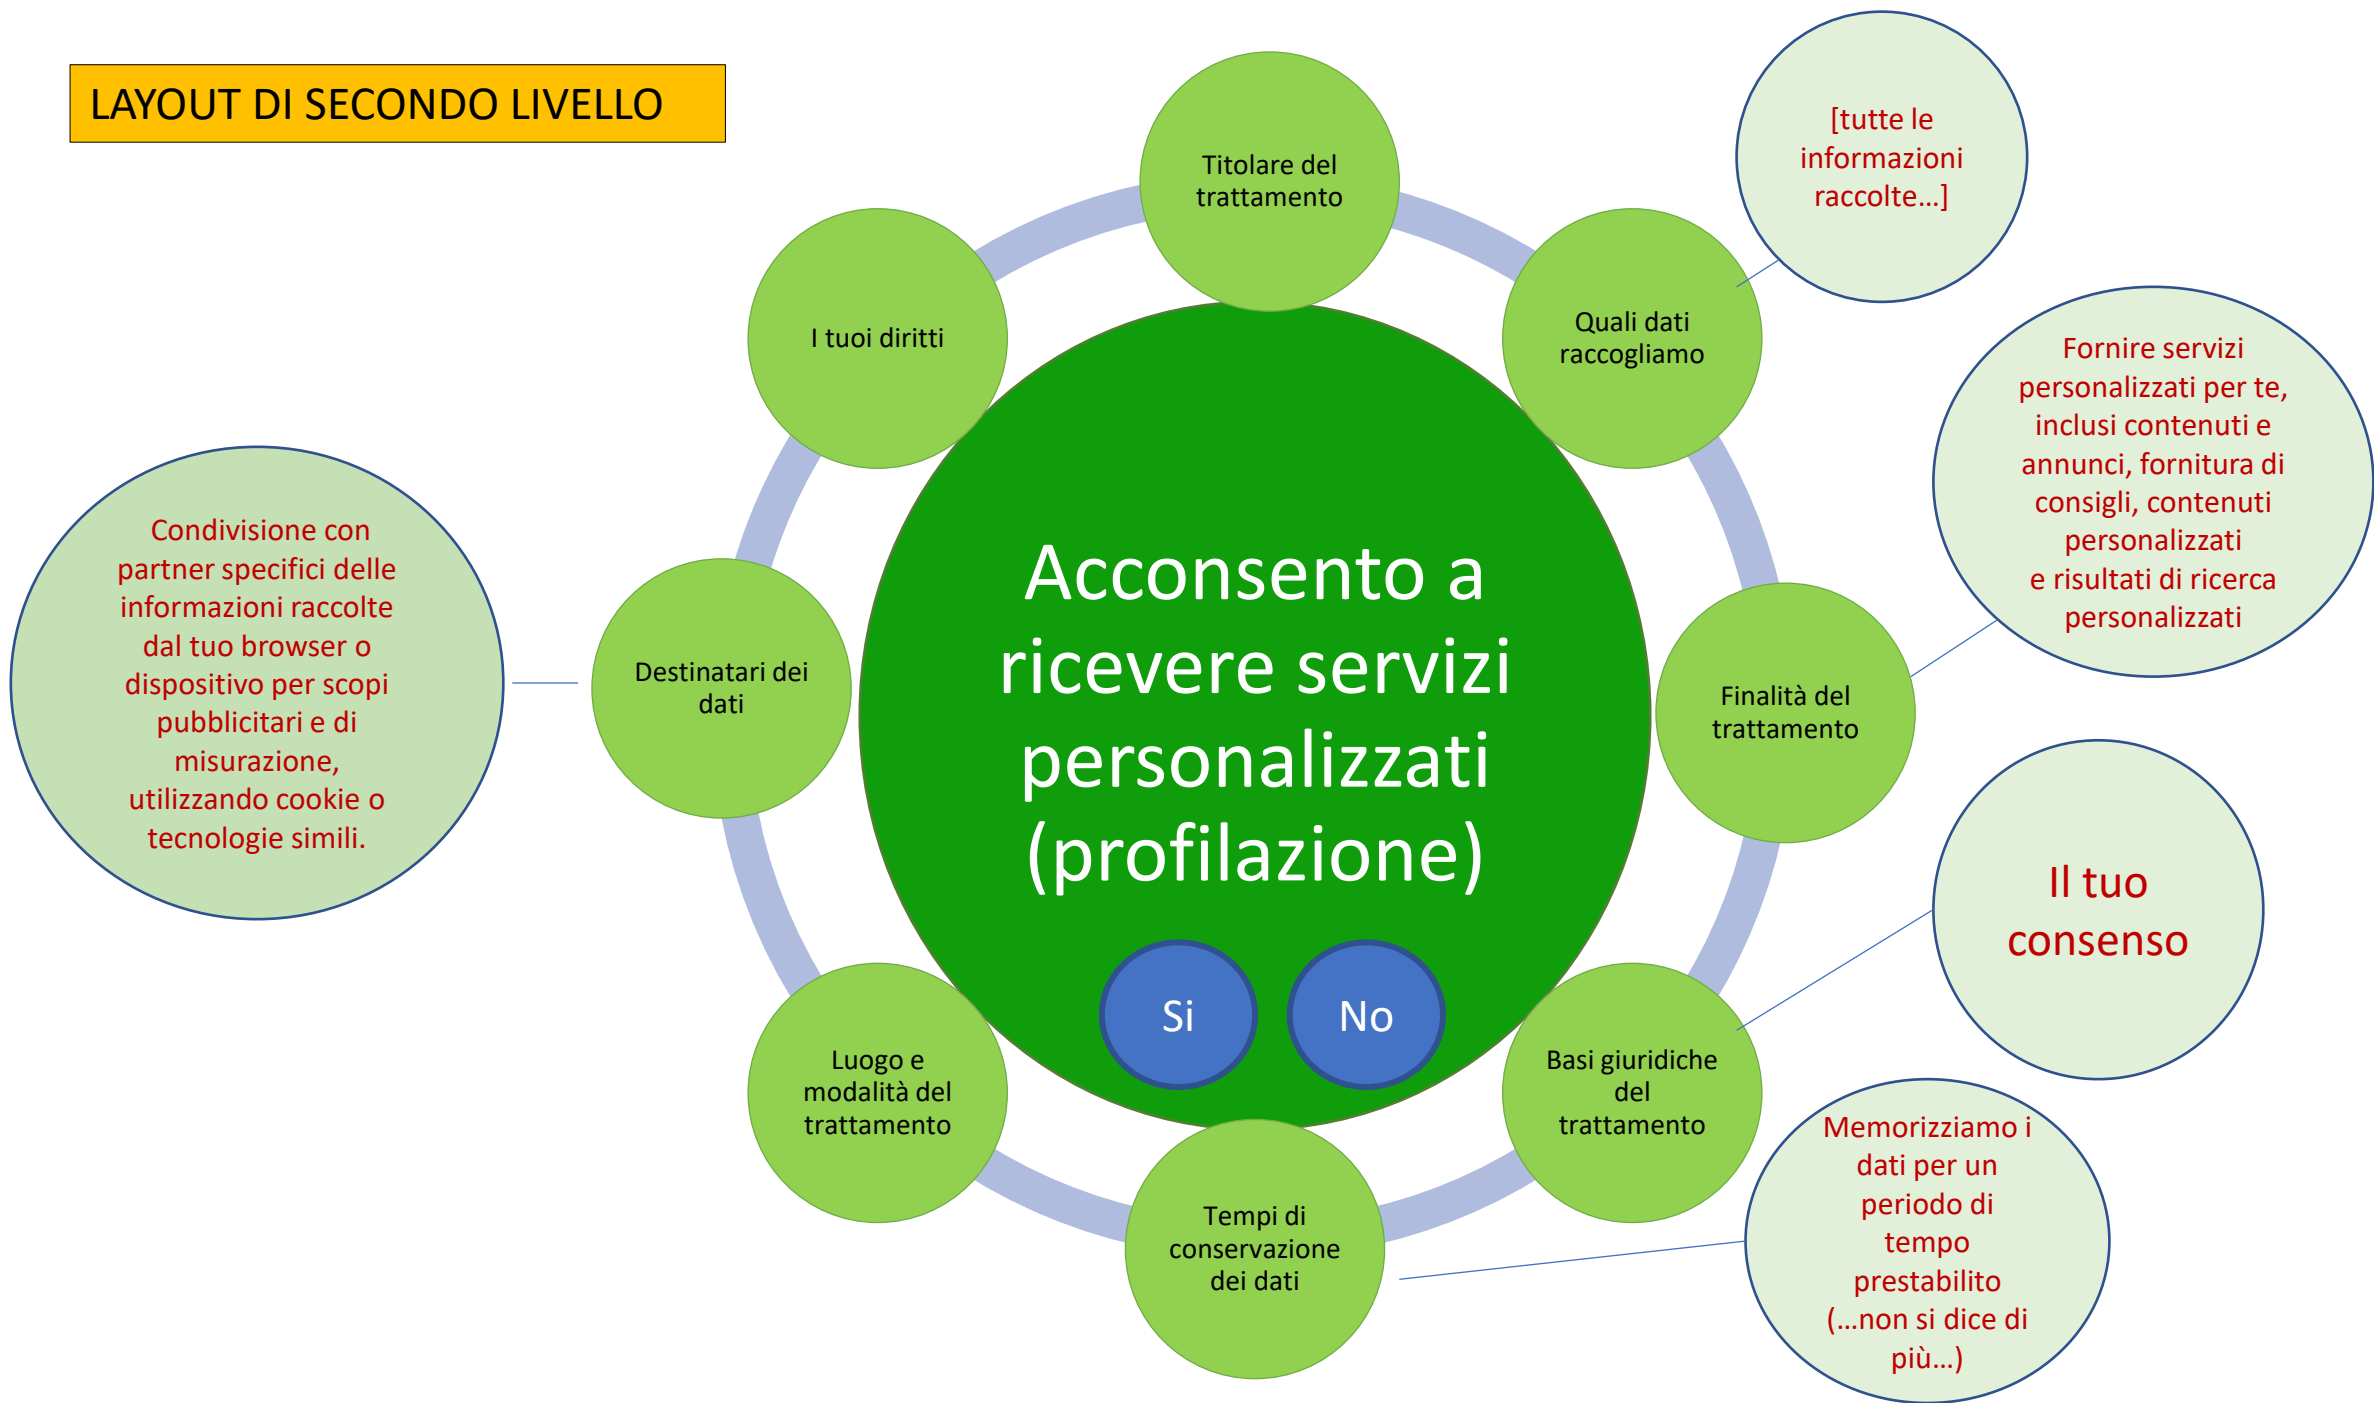 LAYOUT DI SECONDO LIVELLO
Titolare del
trattamento
[tutte le
informazioni
raccolte...]
Quali dati
raccogliamo
Fornire servizi
personalizzati per te,
inclusi contenuti e
annunci, fornitura di
consigli, contenuti
personalizzati
e risultati di ricerca
personalizzati
Finalità del
trattamento
Il tuo
consenso
Basi giuridiche
del
trattamento
Memorizziamo i
dati per un
periodo di
tempo
prestabilito
(...non si dice di
più...)
Tempi di
conservazione
dei dati
Luogo e
modalità del
trattamento
Destinatari dei
dati
Condivisione con
partner specifici delle
informazioni raccolte
dal tuo browser o
dispositivo per scopi
pubblicitari e di
misurazione,
utilizzando cookie o
tecnologie simili.
I tuoi diritti
Acconsento a
ricevere servizi
personalizzati
(profilazione)
Si
No